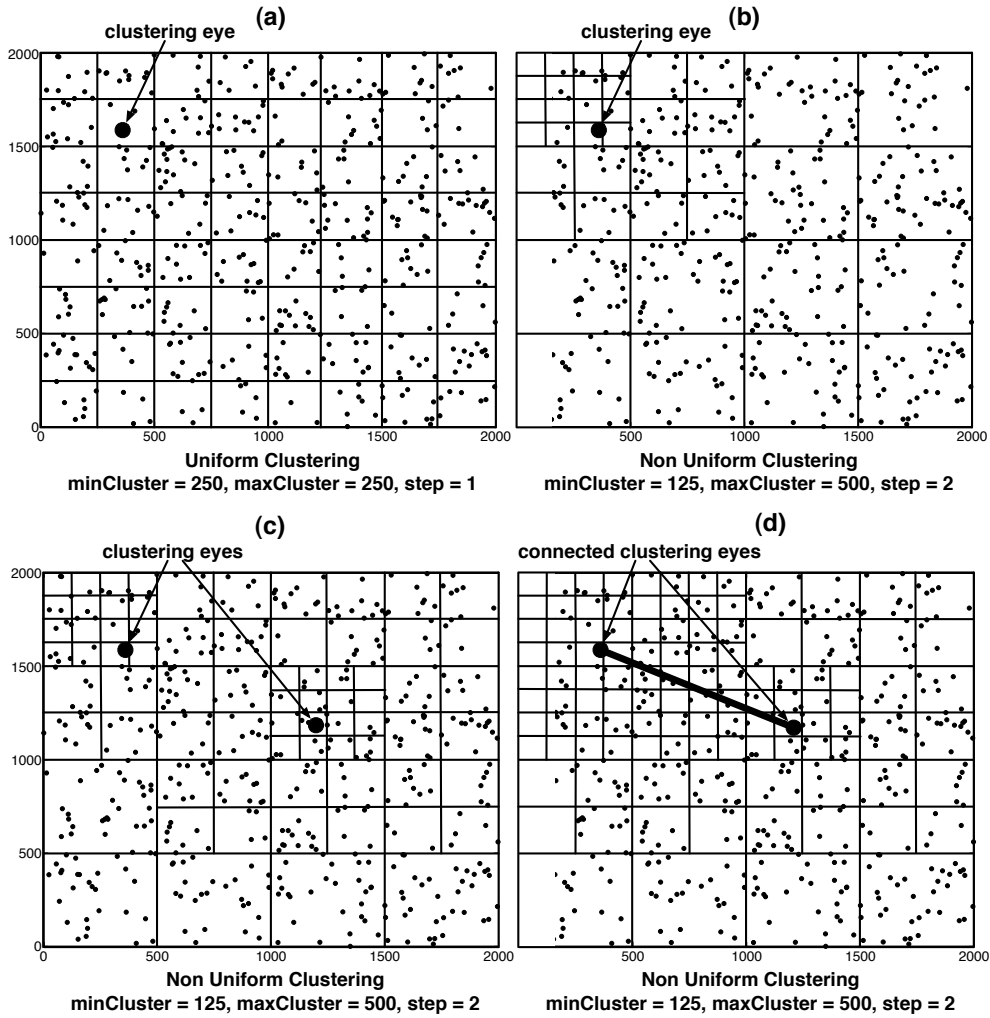 (a)
clustering eye
2000
1500
1000
500
0
0 500 1000 1500 2000
Uniform Clustering
minCluster = 250, maxCluster = 250, step = 1
(b)
clustering eye
500 1000 1500 2000
Non Uniform Clustering
minCluster = 125, maxCluster = 500, step = 2
(c)
clustering eyes
2000
1500
1000
500
0
0 500 1000 1500 2000
Non Uniform Clustering
minCluster = 125, maxCluster = 500, step = 2
(d)
connected clustering eyes
500 1000 1500 2000
Non Uniform Clustering
minCluster = 125, maxCluster = 500, step = 2